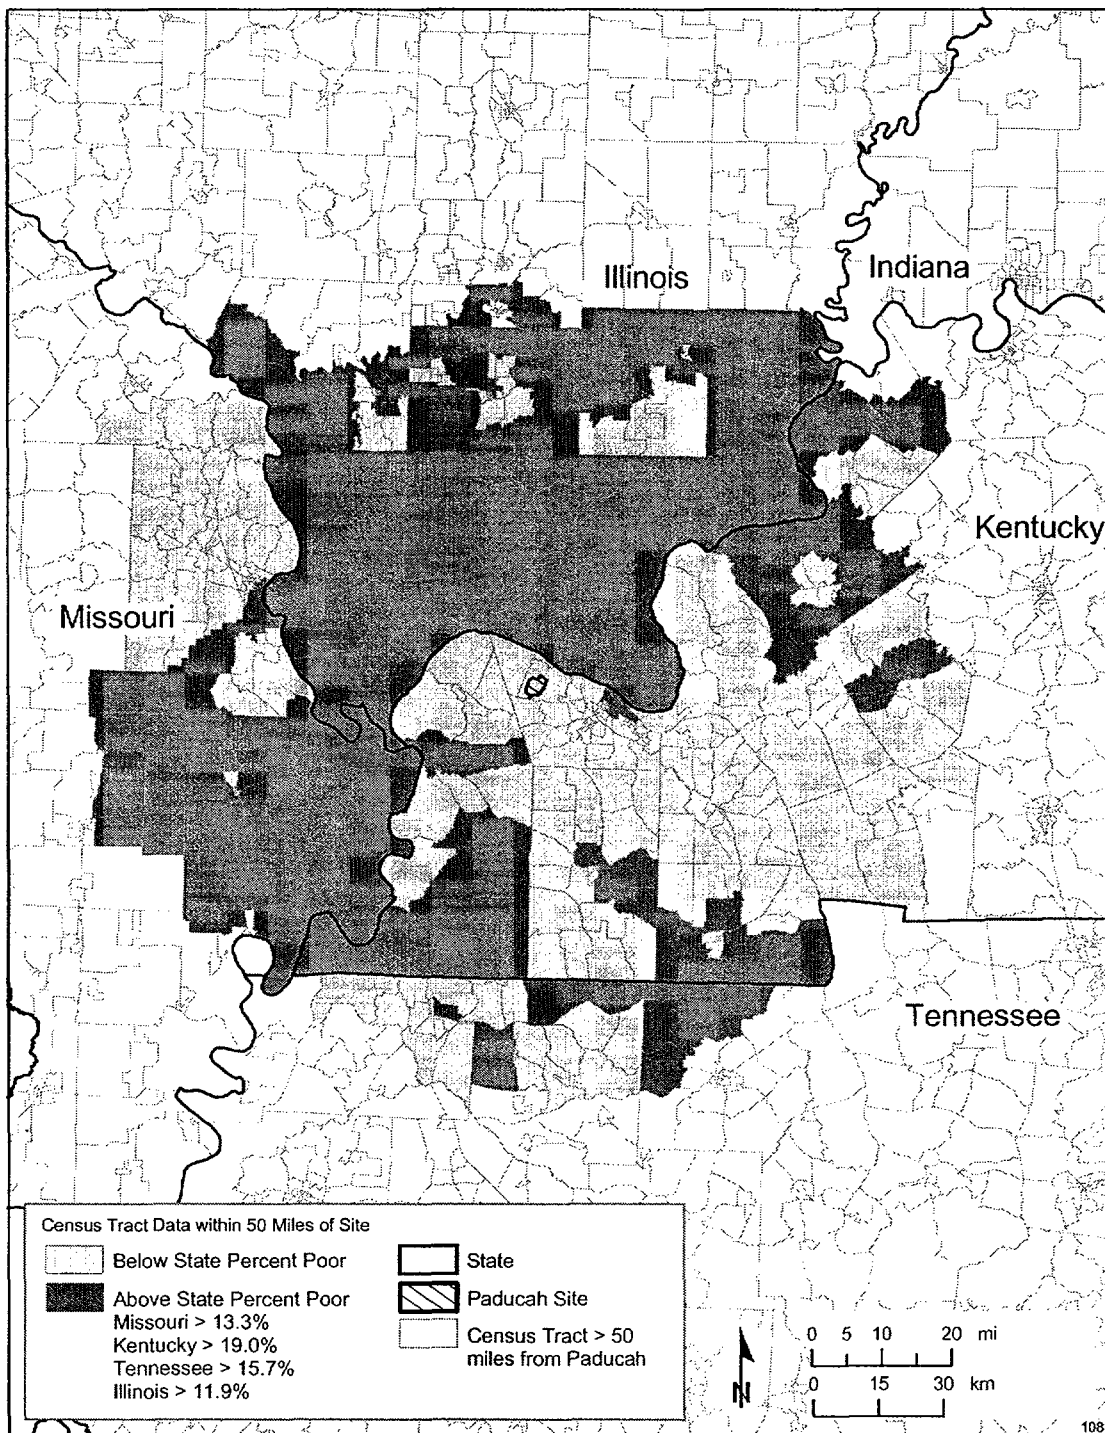 Illinois
Indiana
Kentucky
Missouri
Tennessee
Census Tract Data within 50 Miles of Site
Below State Percent Poor
Above State Percent Poor
Missouri > 13.3%
Kentucky > 19.0%
Tennessee > 15.7%
Illinois > 11.9%
State
Paducah Site
Census Tract > 50
miles from Paducah
N
0 5 10 20 mi
0 15 30 km
108